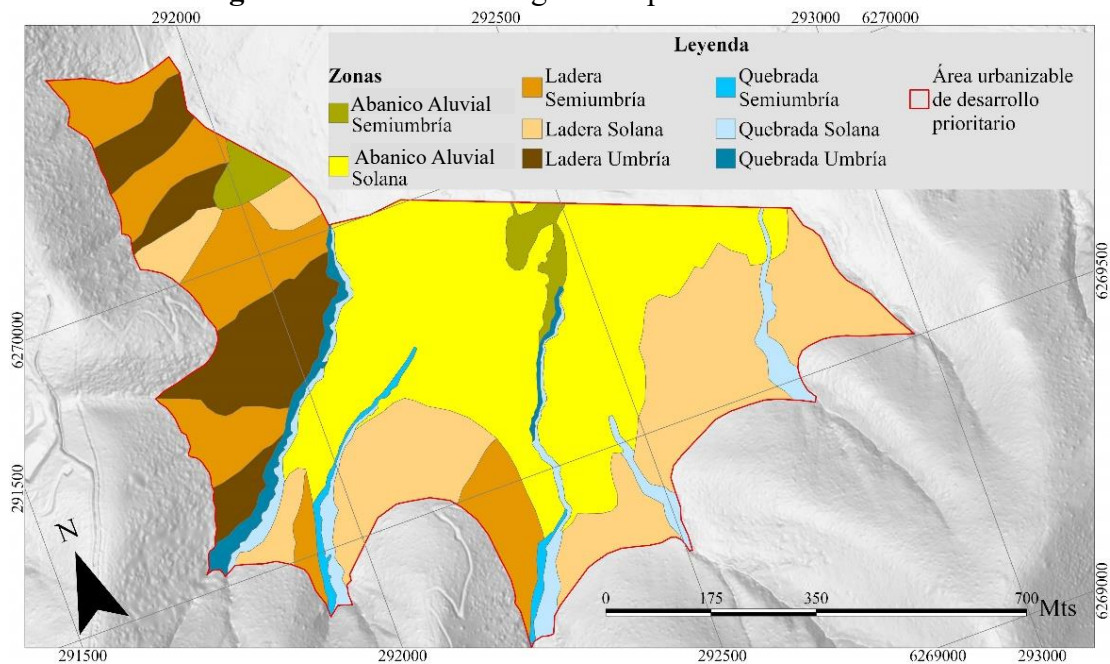 292000
292500
293000
6270000
Leyenda
Zonas
Abanico Aluvial
Semiumbría
Abanico Aluvial
Solana
Ladera
Semiumbría
Ladera Solana
Ladera Umbría
Quebrada
Semiumbría
Quebrada Solana
Quebrada Umbría
Área urbanizable
de desarrollo
prioritario
6269500
6270000
291500
6269000
N
0
175
350
700
Mts
291500
292000
292500
6269000
293000